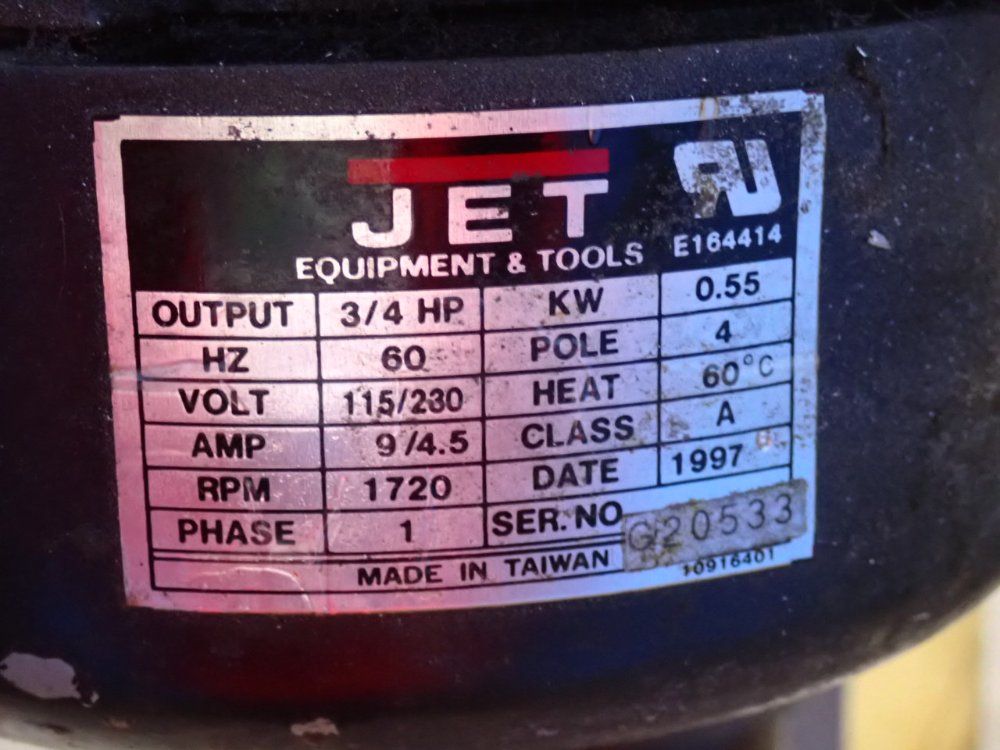 JET
EQUIPMENT & TOOLS E164414
OUTPUT 3/4 HP KW 0.55
HZ 60 POLE 4
VOLT 115/230 HEAT 60°C
AMP 9/4.5 CLASS A
RPM 1720 DATE 1997
PHASE 1 SER. NO G20533
MADE IN TAIWAN 10916401